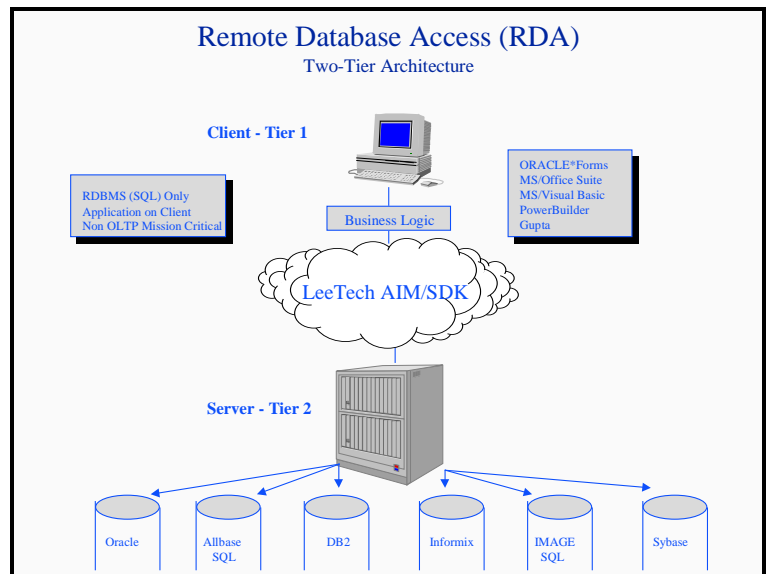 Remote Database Access (RDA)
Two-Tier Architecture
Client - Tier 1
RDBMS (SQL) Only
Application on Client
Non OLTP Mission Critical
ORACLE*Forms
MS/Office Suite
MS/Visual Basic
PowerBuilder
Gupta
Business Logic
LeeTech AIM/SDK
Server - Tier 2
Oracle
Allbase
SQL
DB2
Informix
IMAGE
SQL
Sybase